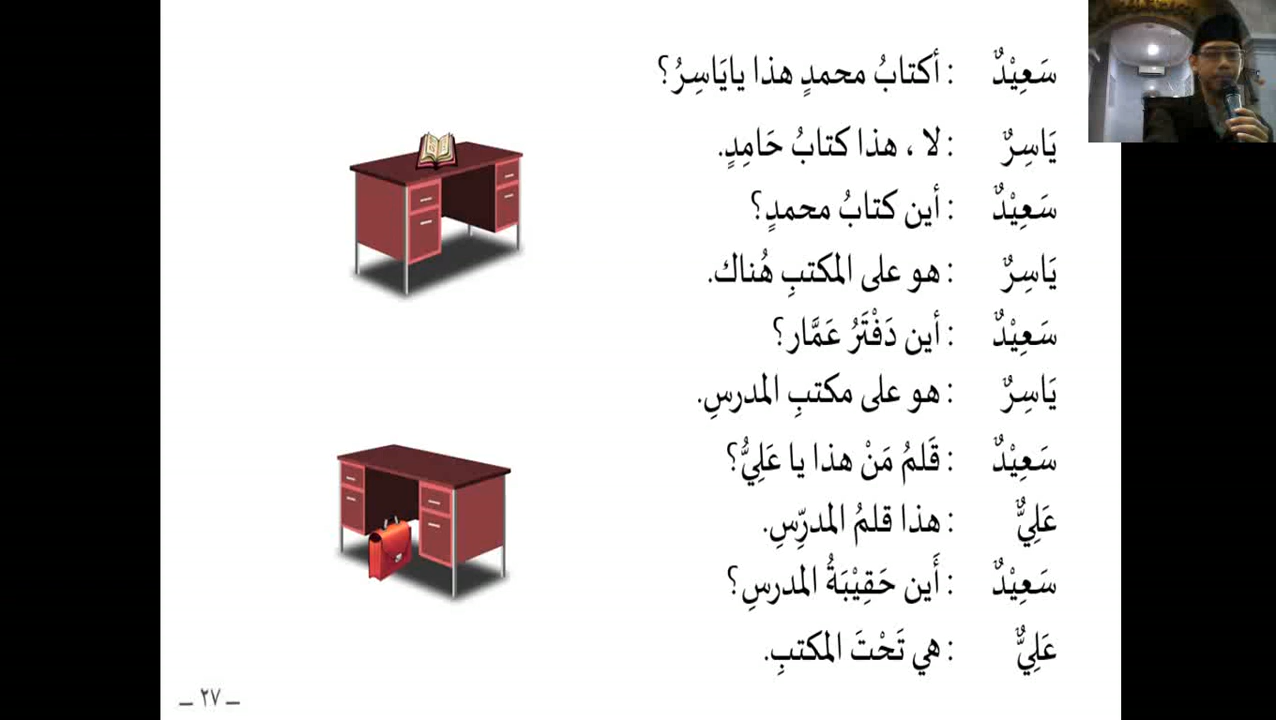 سَعِيْدٌ : أكتابُ محمدٍ هذا يايَاسِرُ؟
يَاسِرٌ : لا ، هذا كتابُ حَامِدٍ.
سَعِيْدٌ : أين كتابُ محمدٍ؟
يَاسِرٌ : هو على المكتبِ هُناك.
سَعِيْدٌ : أين دَفْتَرُ عَمَّار؟
يَاسِرٌ : هو على مكتبِ المدرسِ.
سَعِيْدٌ : قَلمُ مَنْ هذا يا عَلِيُّ؟
عَلِيٌّ : هذا قلمُ المدرِّسِ.
سَعِيْدٌ : أَين حَقِيْبَةُ المدرسِ؟
عَلِيٌّ : هي تَحْتَ المكتبِ.
– ٢٧ –